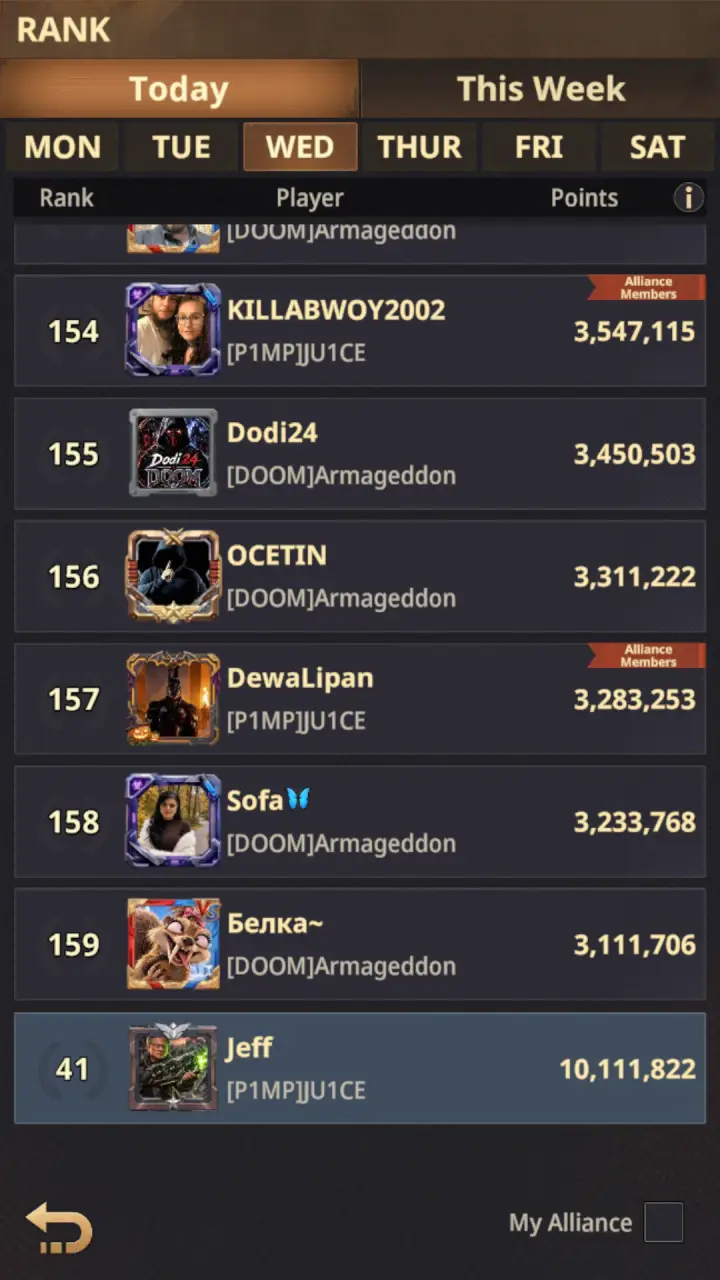 RANK
Today
This Week
MON
TUE
WED
THUR
FRI
SAT
Rank
Player
Points
i
[DOOM]Armageddon
154
KILLABWOY2002
[P1MP]JU1CE
Alliance
Members
3,547,115
155
Dodi24
DOOM
Dodi24
[DOOM]Armageddon
3,450,503
156
OCETIN
[DOOM]Armageddon
3,311,222
157
DewaLipan
[P1MP]JU1CE
Alliance
Members
3,283,253
158
Sofa🦋
[DOOM]Armageddon
3,233,768
159
VS
Белка~
[DOOM]Armageddon
3,111,706
41
Jeff
[P1MP]JU1CE
10,111,822
My Alliance